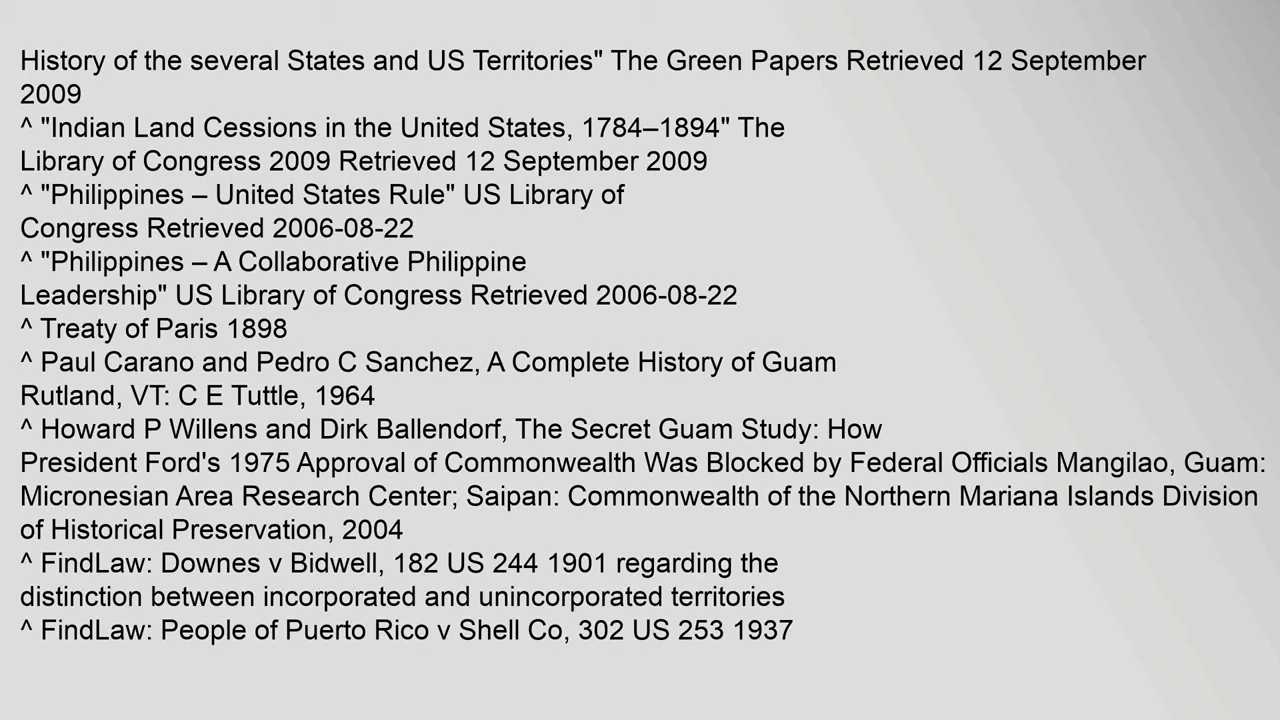 History of the several States and US Territories" The Green Papers Retrieved 12 September
2009
^ "Indian Land Cessions in the United States, 1784–1894" The
Library of Congress 2009 Retrieved 12 September 2009
^ "Philippines – United States Rule" US Library of
Congress Retrieved 2006-08-22
^ "Philippines – A Collaborative Philippine
Leadership" US Library of Congress Retrieved 2006-08-22
^ Treaty of Paris 1898
^ Paul Carano and Pedro C Sanchez, A Complete History of Guam
Rutland, VT: C E Tuttle, 1964
^ Howard P Willens and Dirk Ballendorf, The Secret Guam Study: How
President Ford's 1975 Approval of Commonwealth Was Blocked by Federal Officials Mangilao, Guam:
Micronesian Area Research Center; Saipan: Commonwealth of the Northern Mariana Islands Division
of Historical Preservation, 2004
^ FindLaw: Downes v Bidwell, 182 US 244 1901 regarding the
distinction between incorporated and unincorporated territories
^ FindLaw: People of Puerto Rico v Shell Co, 302 US 253 1937